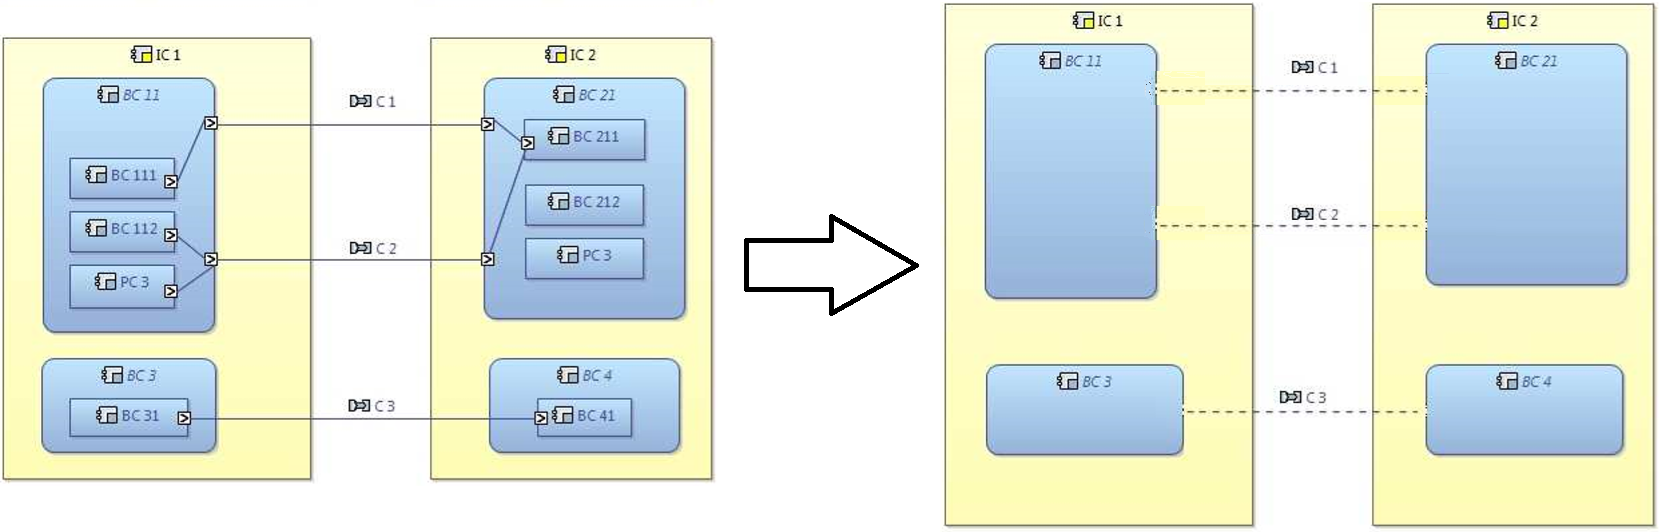 IC 1
BC 11
BC 111
BC 112
PC 3
BC 3
BC 31
C 1
C 2
C 3
IC 2
BC 21
BC 211
BC 212
PC 3
BC 4
BC 41
IC 1
BC 11
BC 3
C 1
C 2
C 3
IC 2
BC 21
BC 4